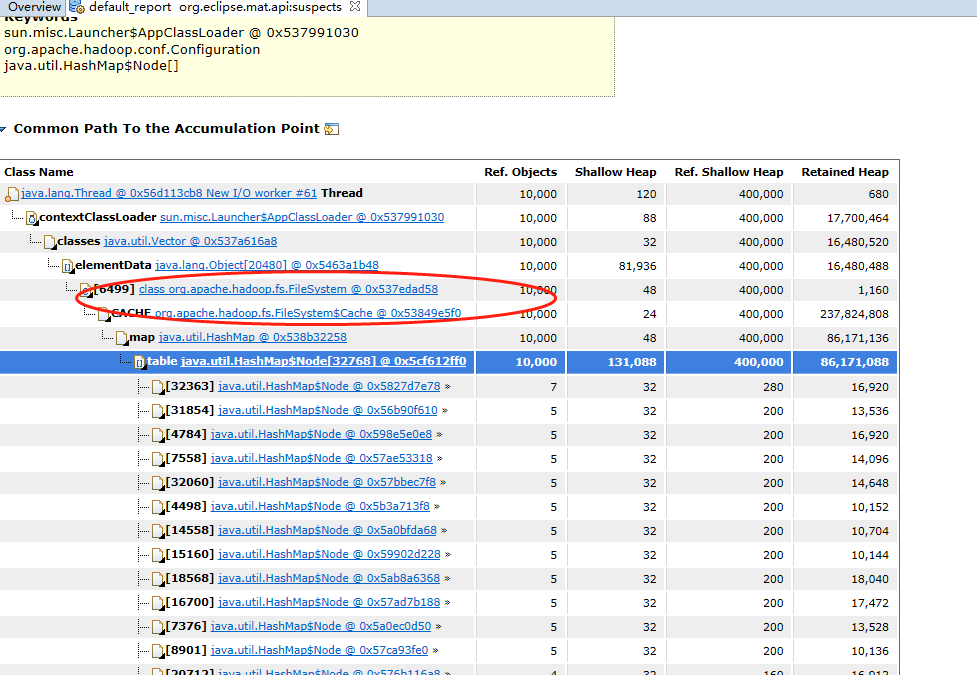 Overview default_report org.eclipse.mat.api:suspects
Keywords
sun.misc.Launcher$AppClassLoader @ 0x537991030
org.apache.hadoop.conf.Configuration
java.util.HashMap$Node[]
Common Path To the Accumulation Point
Class Name Ref. Objects Shallow Heap Ref. Shallow Heap Retained Heap
java.lang.Thread @ 0x56d113cb8 New I/O worker #61 Thread 10,000 120 400,000 680
contextClassLoader sun.misc.Launcher$AppClassLoader @ 0x537991030 10,000 88 400,000 17,700,464
classes java.util.Vector @ 0x537a616a8 10,000 32 400,000 16,480,520
elementData java.lang.Object[20480] @ 0x5463a1b48 10,000 81,936 400,000 16,480,488
[6499] class org.apache.hadoop.fs.FileSystem @ 0x537edad58 10,000 48 400,000 1,160
CACHE org.apache.hadoop.fs.FileSystem$Cache @ 0x53849e5f0 10,000 24 400,000 237,824,808
map java.util.HashMap @ 0x538b32258 10,000 48 400,000 86,171,136
table java.util.HashMap$Node[32768] @ 0x5cf612ff0 10,000 131,088 400,000 86,171,088
[32363] java.util.HashMap$Node @ 0x5827d7e78 » 7 32 280 16,920
[31854] java.util.HashMap$Node @ 0x56b90f610 » 5 32 200 13,536
[4784] java.util.HashMap$Node @ 0x598e5e0e8 » 5 32 200 16,920
[7558] java.util.HashMap$Node @ 0x57ae53318 » 5 32 200 14,096
[32060] java.util.HashMap$Node @ 0x57bbec7f8 » 5 32 200 14,648
[4498] java.util.HashMap$Node @ 0x5b3a713f8 » 5 32 200 10,152
[14558] java.util.HashMap$Node @ 0x5a0bfda68 » 5 32 200 10,704
[15160] java.util.HashMap$Node @ 0x59902d228 » 5 32 200 10,144
[18568] java.util.HashMap$Node @ 0x5ab8a6368 » 5 32 200 18,040
[16700] java.util.HashMap$Node @ 0x57ad7b188 » 5 32 200 17,472
[7376] java.util.HashMap$Node @ 0x5a0ec0d50 » 5 32 200 13,528
[8901] java.util.HashMap$Node @ 0x57ca93fe0 » 5 32 200 10,136
[20712] java.util.HashMap$Node @ 0x576b116a8 » 4 32 160